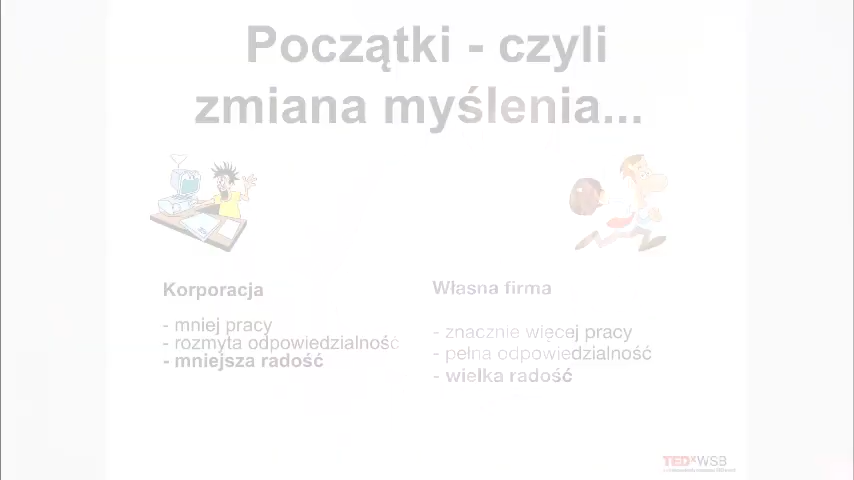 Początki - czyli
zmiana myślenia...
Korporacja
- mniej pracy
- rozmyta odpowiedzialność
- mniejsza radość
Własna firma
- znacznie więcej pracy
- pełna odpowiedzialność
- wielka radość
TEDxWSB